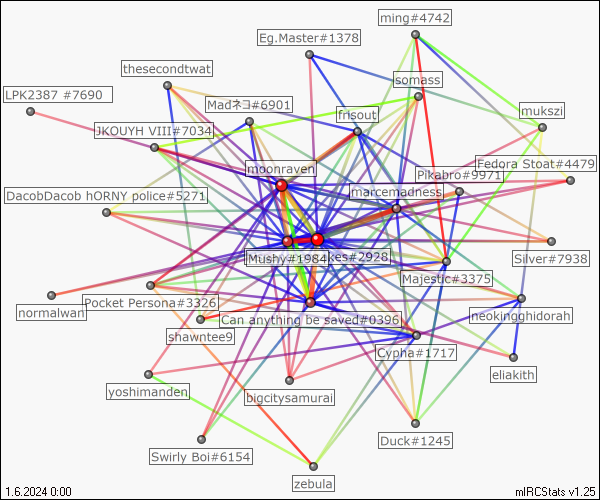 ming#4742
Eg.Master#1378
thesecondtwat
somass
LPK2387 #7690
Madネコ#6901
frisout
mukszi
JKOUYH VIII#7034
moonraven
Fedora Stoat#4479
Pikabro#9971
marcemadness
DacobDacob hORNY police#5271
Mushy#1984
kes#2928
Silver#7938
Majestic#3375
Pocket Persona#3326
normalwan
neokingghidorah
Can anything be saved#0396
shawntee9
Cypha#1717
eliakith
yoshimanden
bigcitysamurai
Duck#1245
Swirly Boi#6154
zebula
1.6.2024 0:00
mIRCStats v1.25